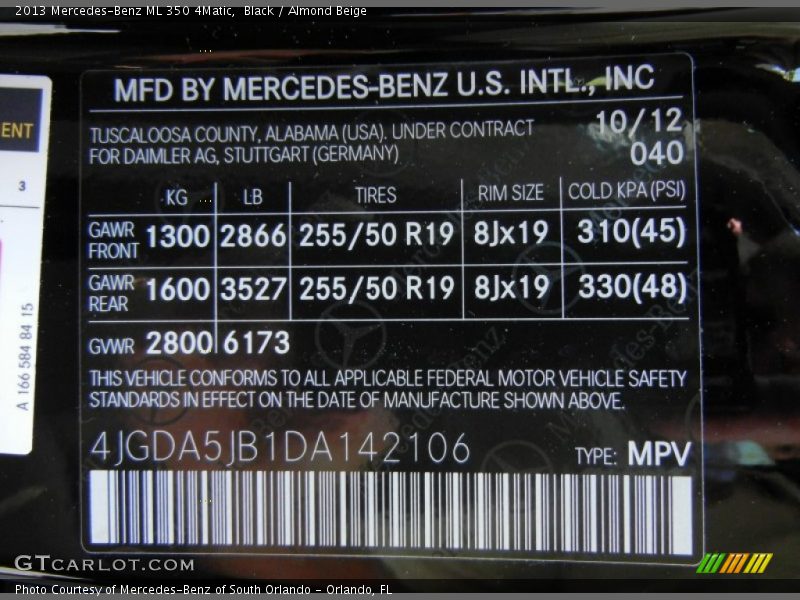 2013 Mercedes-Benz ML 350 4Matic, Black / Almond Beige
ENT
3
A 166 584 84 15
MFD BY MERCEDES-BENZ U.S. INTL., INC
TUSCALOOSA COUNTY, ALABAMA (USA). UNDER CONTRACT
FOR DAIMLER AG, STUTTGART (GERMANY)
10/12
040
KG LB TIRES RIM SIZE COLD KPA (PSI)
GAWR FRONT 1300 2866 255/50 R19 8Jx19 310(45)
GAWR REAR 1600 3527 255/50 R19 8Jx19 330(48)
GVWR 2800 6173
THIS VEHICLE CONFORMS TO ALL APPLICABLE FEDERAL MOTOR VEHICLE SAFETY
STANDARDS IN EFFECT ON THE DATE OF MANUFACTURE SHOWN ABOVE.
4JGDA5JB1DA142106 TYPE: MPV
GTCARLOT.COM
Photo Courtesy of Mercedes-Benz of South Orlando - Orlando, FL